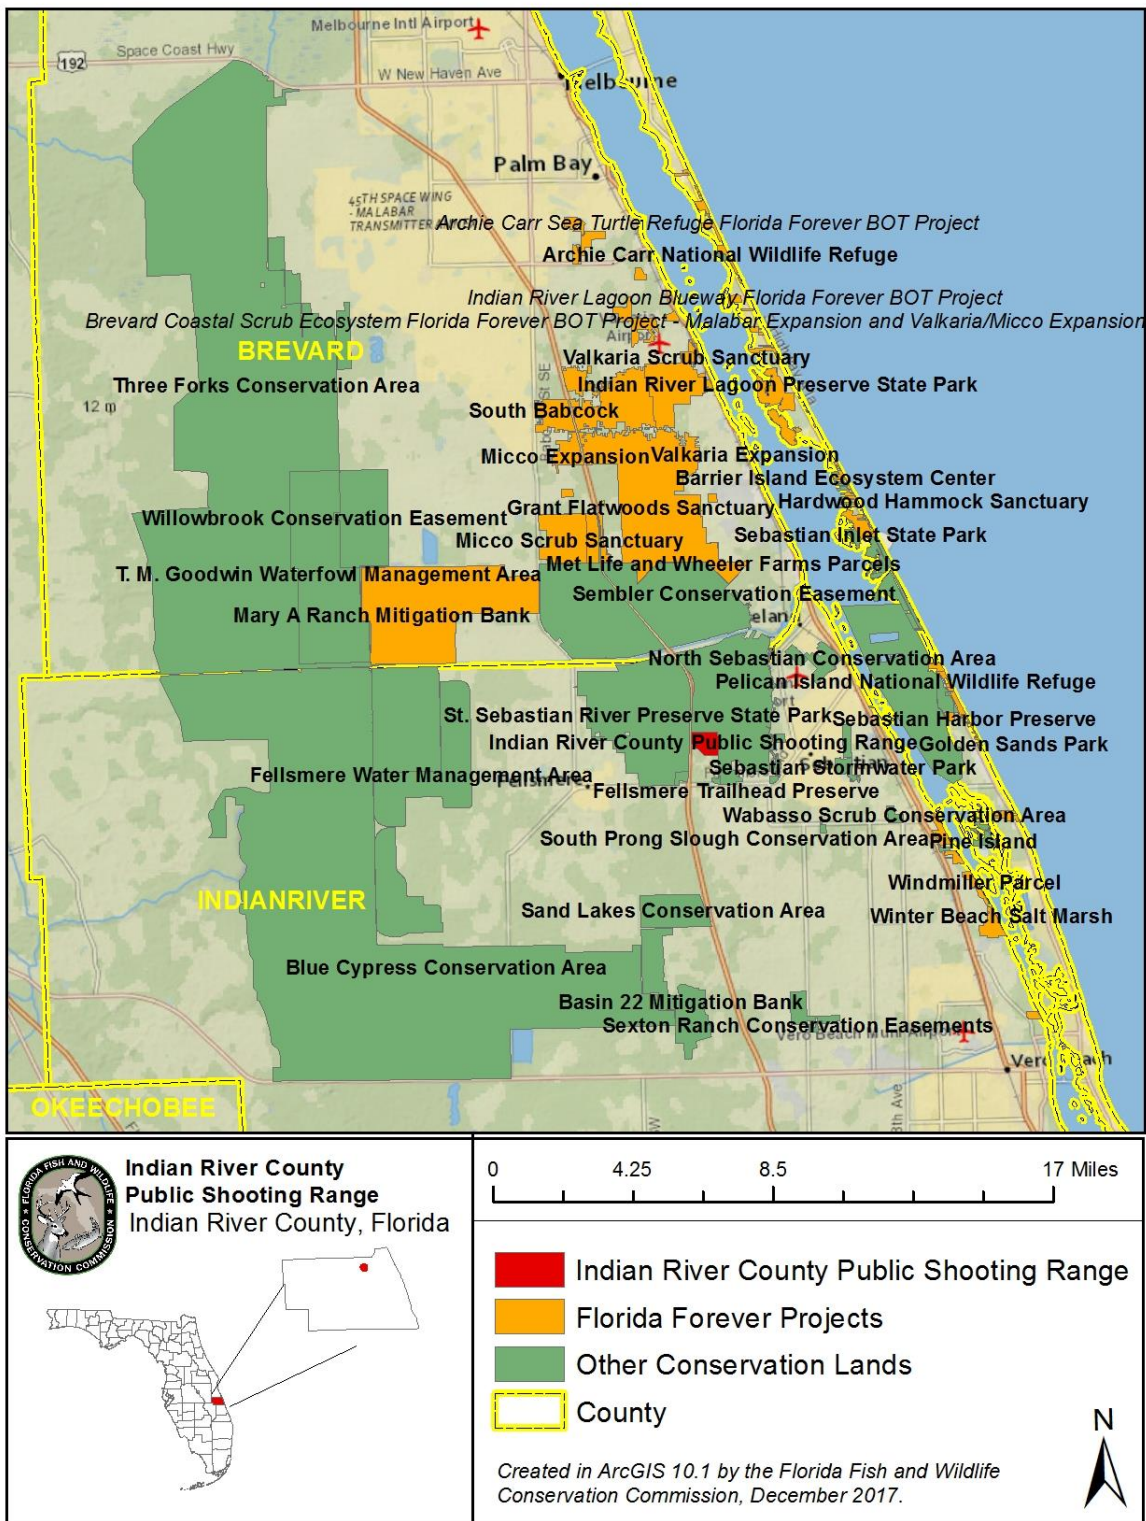 Melbourne Intl Airport
Space Coast Hwy
192
W New Haven Ave
Melbourne
Palm Bay
45TH SPACE WING
- MALABAR
TRANSMITTER
Archie Carr Sea Turtle Refuge Florida Forever BOT Project
Archie Carr National Wildlife Refuge
Indian River Lagoon Blueway Florida Forever BOT Project
Brevard Coastal Scrub Ecosystem Florida Forever BOT Project - Malabar Expansion and Valkaria/Micco Expansion
Airport
BREVARD
Valkaria Scrub Sanctuary
Three Forks Conservation Area
Indian River Lagoon Preserve State Park
12 m
South Babcock
Micco Expansion
Valkaria Expansion
Barrier Island Ecosystem Center
Hardwood Hammock Sanctuary
Grant Flatwoods Sanctuary
Willowbrook Conservation Easement
Sebastian Inlet State Park
Micco Scrub Sanctuary
Met Life and Wheeler Farms Parcels
T. M. Goodwin Waterfowl Management Area
Sembler Conservation Easement
Mary A Ranch Mitigation Bank
North Sebastian Conservation Area
Pelican Island National Wildlife Refuge
St. Sebastian River Preserve State Park
Sebastian Harbor Preserve
Indian River County Public Shooting Range
Golden Sands Park
Sebastian Stormwater Park
Sebastian
Fellsmere Water Management Area
Fellsmere
Fellsmere Trailhead Preserve
Wabasso Scrub Conservation Area
South Prong Slough Conservation Area
Pine Island
Windmiller Parcel
INDIANRIVER
Sand Lakes Conservation Area
Winter Beach Salt Marsh
Blue Cypress Conservation Area
Basin 22 Mitigation Bank
Sexton Ranch Conservation Easements
Vero Beach Muni Airport
Vero Beach
OKEECHOBEE
FLORIDA FISH AND WILDLIFE
CONSERVATION COMMISSION
Indian River County
Public Shooting Range
Indian River County, Florida
0 4.25 8.5 17 Miles
Indian River County Public Shooting Range
Florida Forever Projects
Other Conservation Lands
County
N
Created in ArcGIS 10.1 by the Florida Fish and Wildlife
Conservation Commission, December 2017.